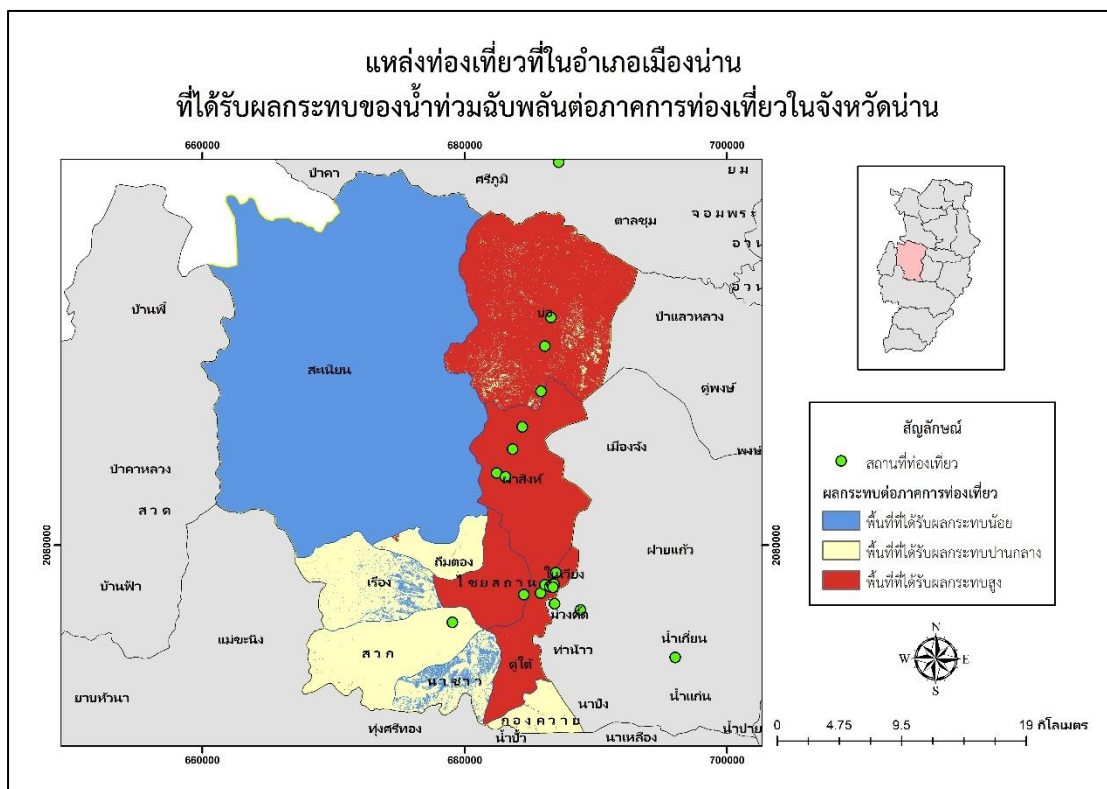 แหล่งท่องเที่ยวที่ในอำเภอเมืองน่าน
ที่ได้รับผลกระทบของน้ำท่วมฉับพลันต่อภาคการท่องเที่ยวในจังหวัดน่าน
660000
680000
700000
ป่าคา
ศรีภูมิ
ยม
ตาลชุม
จอมพระ
อวน
อวน
บ้านพี้
บ่อ
ป่าแลวหลวง
สะเนียน
ดู่พงษ์
เมืองจัง
พงษ์
ป่าคาหลวง
ผาสิงห์
สวด
2080000
2080000
ฝายแก้ว
ถืมตอง
บ้านฟ้า
เรือง
ไชยสถาน
ในเวียง
ม่วงตึ๊ด
แม่ขะนิง
ท่าน้าว
น้ำเกี๋ยน
สวก
ดู่ใต้
นาซาว
ยาบหัวนา
นาปัง
น้ำแก่น
กองควาย
ทุ่งศรีทอง
น้ำปั้ว
นาเหลือง
น้ำปาย
660000
680000
700000
สัญลักษณ์
สถานที่ท่องเที่ยว
ผลกระทบต่อภาคการท่องเที่ยว
พื้นที่ที่ได้รับผลกระทบน้อย
พื้นที่ที่ได้รับผลกระทบปานกลาง
พื้นที่ที่ได้รับผลกระทบสูง
N
W
E
S
0 4.75 9.5 19 กิโลเมตร